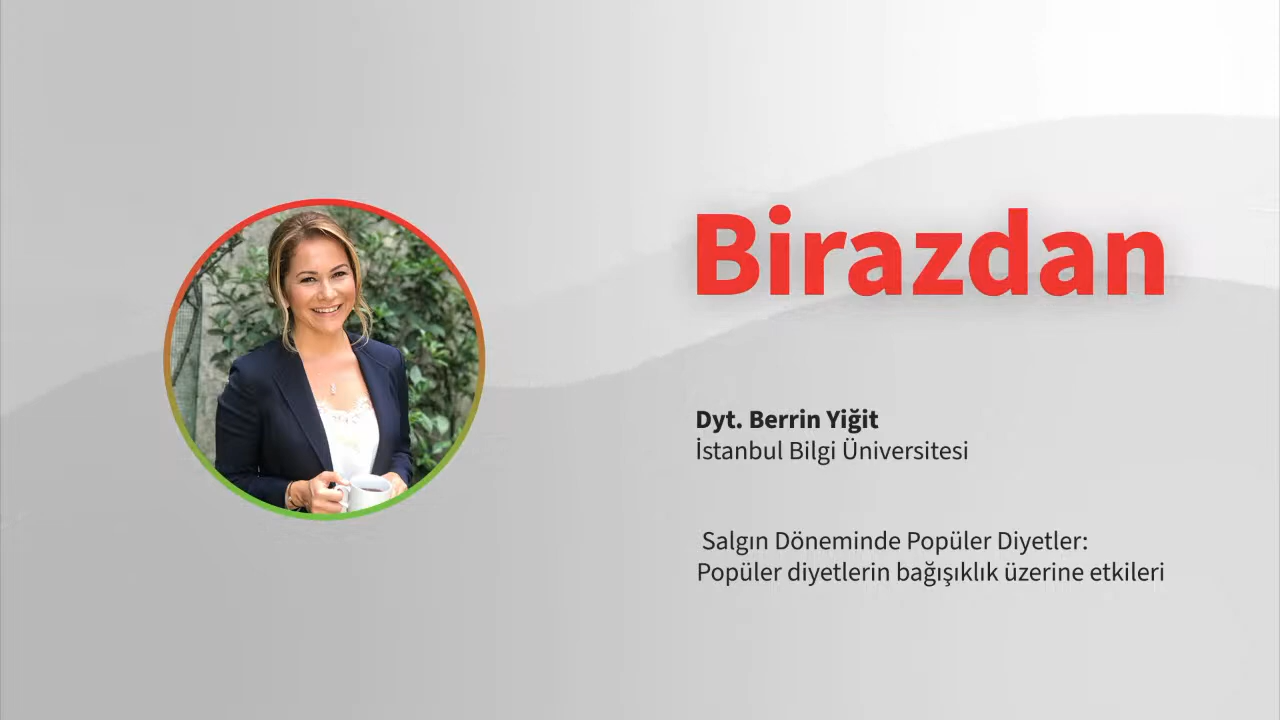 Birazdan
Dyt. Berrin Yiğit
İstanbul Bilgi Üniversitesi
Salgın Döneminde Popüler Diyetler:
Popüler diyetlerin bağışıklık üzerine etkileri